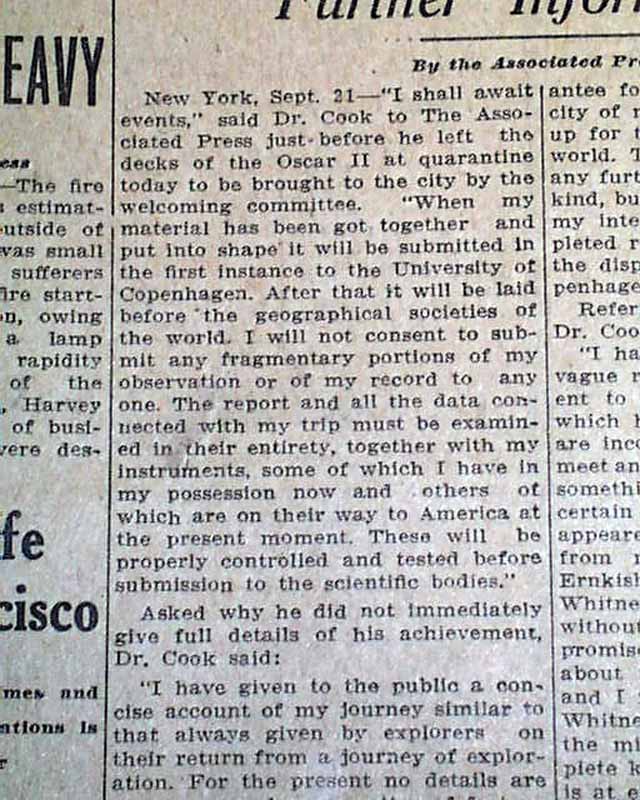 EAVY
ess
—The fire
s estimat-
utside of
was small
sufferers
fire start-
on, owing
a lamp
rapidity
of the
, Harvey
of busi-
were des-
fe
cisco
mes and
ations is
r
Further Infor
By the Associated Pre
New York, Sept. 21—“I shall await
events,” said Dr. Cook to The Asso-
ciated Press just before he left the
decks of the Oscar II at quarantine
today to be brought to the city by the
welcoming committee. “When my
material has been got together and
put into shape it will be submitted in
the first instance to the University of
Copenhagen. After that it will be laid
before the geographical societies of
the world. I will not consent to sub-
mit any fragmentary portions of my
observation or of my record to any
one. The report and all the data con-
nected with my trip must be examin-
ed in their entirety, together with my
instruments, some of which I have in
my possession now and others of
which are on their way to America at
the present moment. These will be
properly controlled and tested before
submission to the scientific bodies.”
Asked why he did not immediately
give full details of his achievement,
Dr. Cook said:
“I have given to the public a con-
cise account of my journey similar to
that always given by explorers on
their return from a journey of explor-
ation. For the present no details are
antee fo
city of
up for
world. T
any furt
kind, bu
my inte
pleted r
the disp
penhage
Refer
Dr. Coo
“I ha
vague r
ent to
which h
are inco
meet an
somethi
certain
appeare
from
Ernkish
Whitne
without
promise
about
and I
Whitne
the mi
plete k
is at e